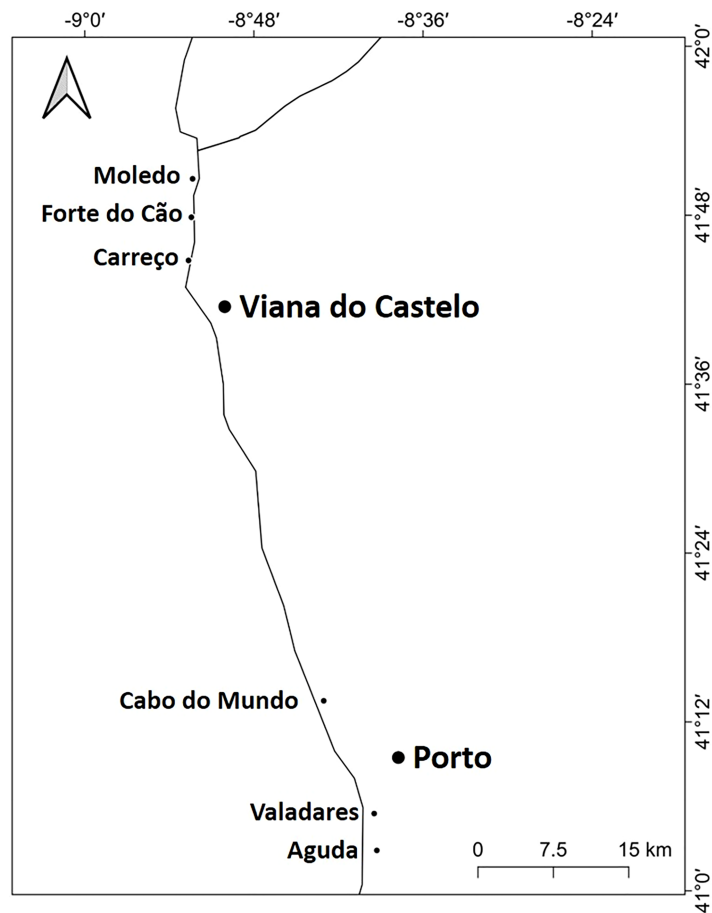 -9°0' -8°48' -8°36' -8°24'
42°0'
Moledo
Forte do Cão
41°48'
Carreço
Viana do Castelo
41°36'
41°24'
Cabo do Mundo
41°12'
Porto
Valadares
Aguda
0 7.5 15 km
41°0'